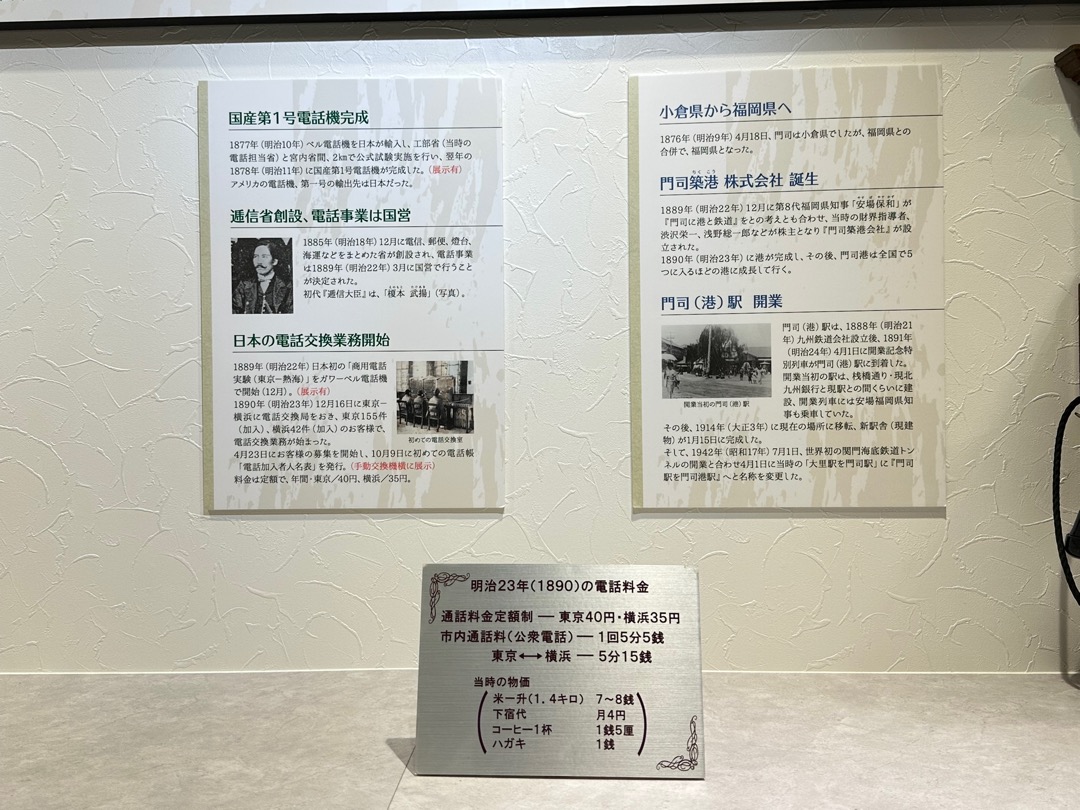 国産第1号電話機完成
1877年(明治10年)ベル電話機を日本が輸入し、工部省(当時の
電話担当省)と宮内省間、2kmで公式試験実施を行い、翌年の
1878年(明治11年)に国産第1号電話機が完成した。(展示有)
アメリカの電話機、第一号の輸出先は日本だった。
逓信省創設、電話事業は国営
1885年(明治18年)12月に電信、郵便、燈台、
海運などをまとめた省が創設され、電話事業
は1889年(明治22年)3月に国営で行うこと
が決定された。
初代『逓信大臣』は、「榎本 武揚」(写真)。
日本の電話交換業務開始
1889年(明治22年)日本初の「商用電話
実験(東京−熱海)」をガワーベル電話機
で開始(12月)。(展示有)
1890年(明治23年)12月16日に東京−
横浜に電話交換局をおき、東京155件
(加入)、横浜42件(加入)のお客様で、
電話交換業務が始まった。
4月23日にお客様の募集を開始し、10月9日に初めての電話帳
「電話加入者人名表」を発行。(手動交換機横に展示)
料金は定額で、年間・東京/40円、横浜/35円。
初めての電話交換室
小倉県から福岡県へ
1876年(明治9年)4月18日、門司は小倉県でしたが、福岡県との
合併で、福岡県となった。
門司築港 株式会社 誕生
1889年(明治22年)12月に第8代福岡県知事「安場保和」が
『門司に港と鉄道』をとの考えとも合わせ、当時の財界指導者、
渋沢栄一、浅野総一郎などが株主となり『門司築港会社』が設
立された。
1890年(明治23年)に港が完成し、その後、門司港は全国で5
つに入るほどの港に成長して行く。
門司(港)駅 開業
門司(港)駅は、1888年(明治21
年)九州鉄道会社設立後、1891年
(明治24年)4月1日に開業記念特
別列車が門司(港)駅に到着した。
開業当初の駅は、桟橋通り・現北
九州銀行と現駅との間くらいに建
設、開業列車には安場福岡県知
事も乗車していた。
開業当初の門司(港)駅
その後、1914年(大正3年)に現在の場所に移転、新駅舎(現建
物)が1月15日に完成した。
そして、1942年(昭和17年)7月1日、世界初の関門海底鉄道トン
ネルの開業と合わせ4月1日に当時の「大里駅を門司駅」に『門司
駅を門司港駅』へと名称を変更した。
明治23年(1890)の電話料金
通話料金定額制 ― 東京40円・横浜35円
市内通話料(公衆電話) ― 1回5分5銭
東京⟷横浜 ― 5分15銭
当時の物価
米一升(1.4キロ) 7〜8銭
下宿代 月4円
コーヒー1杯 1銭5厘
ハガキ 1銭